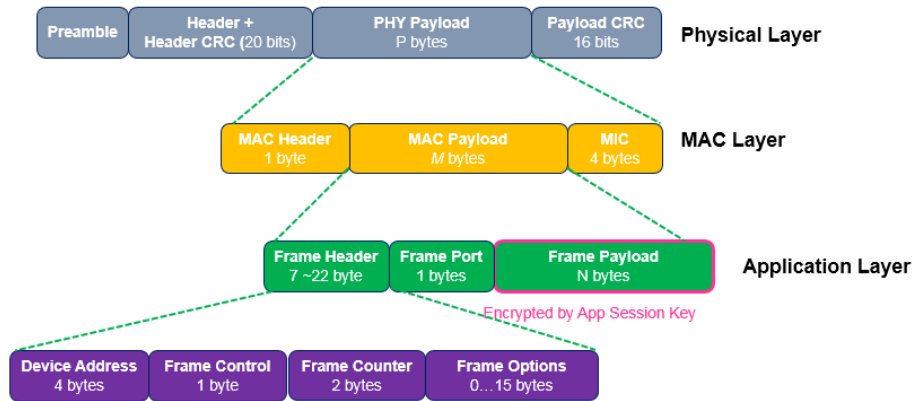 Preamble
Header +
Header CRC (20 bits)
PHY Payload
P bytes
Payload CRC
16 bits
Physical Layer
MAC Header
1 byte
MAC Payload
M bytes
MIC
4 bytes
MAC Layer
Frame Header
7 ~22 byte
Frame Port
1 bytes
Frame Payload
N bytes
Application Layer
Encrypted by App Session Key
Device Address
4 bytes
Frame Control
1 byte
Frame Counter
2 bytes
Frame Options
0...15 bytes